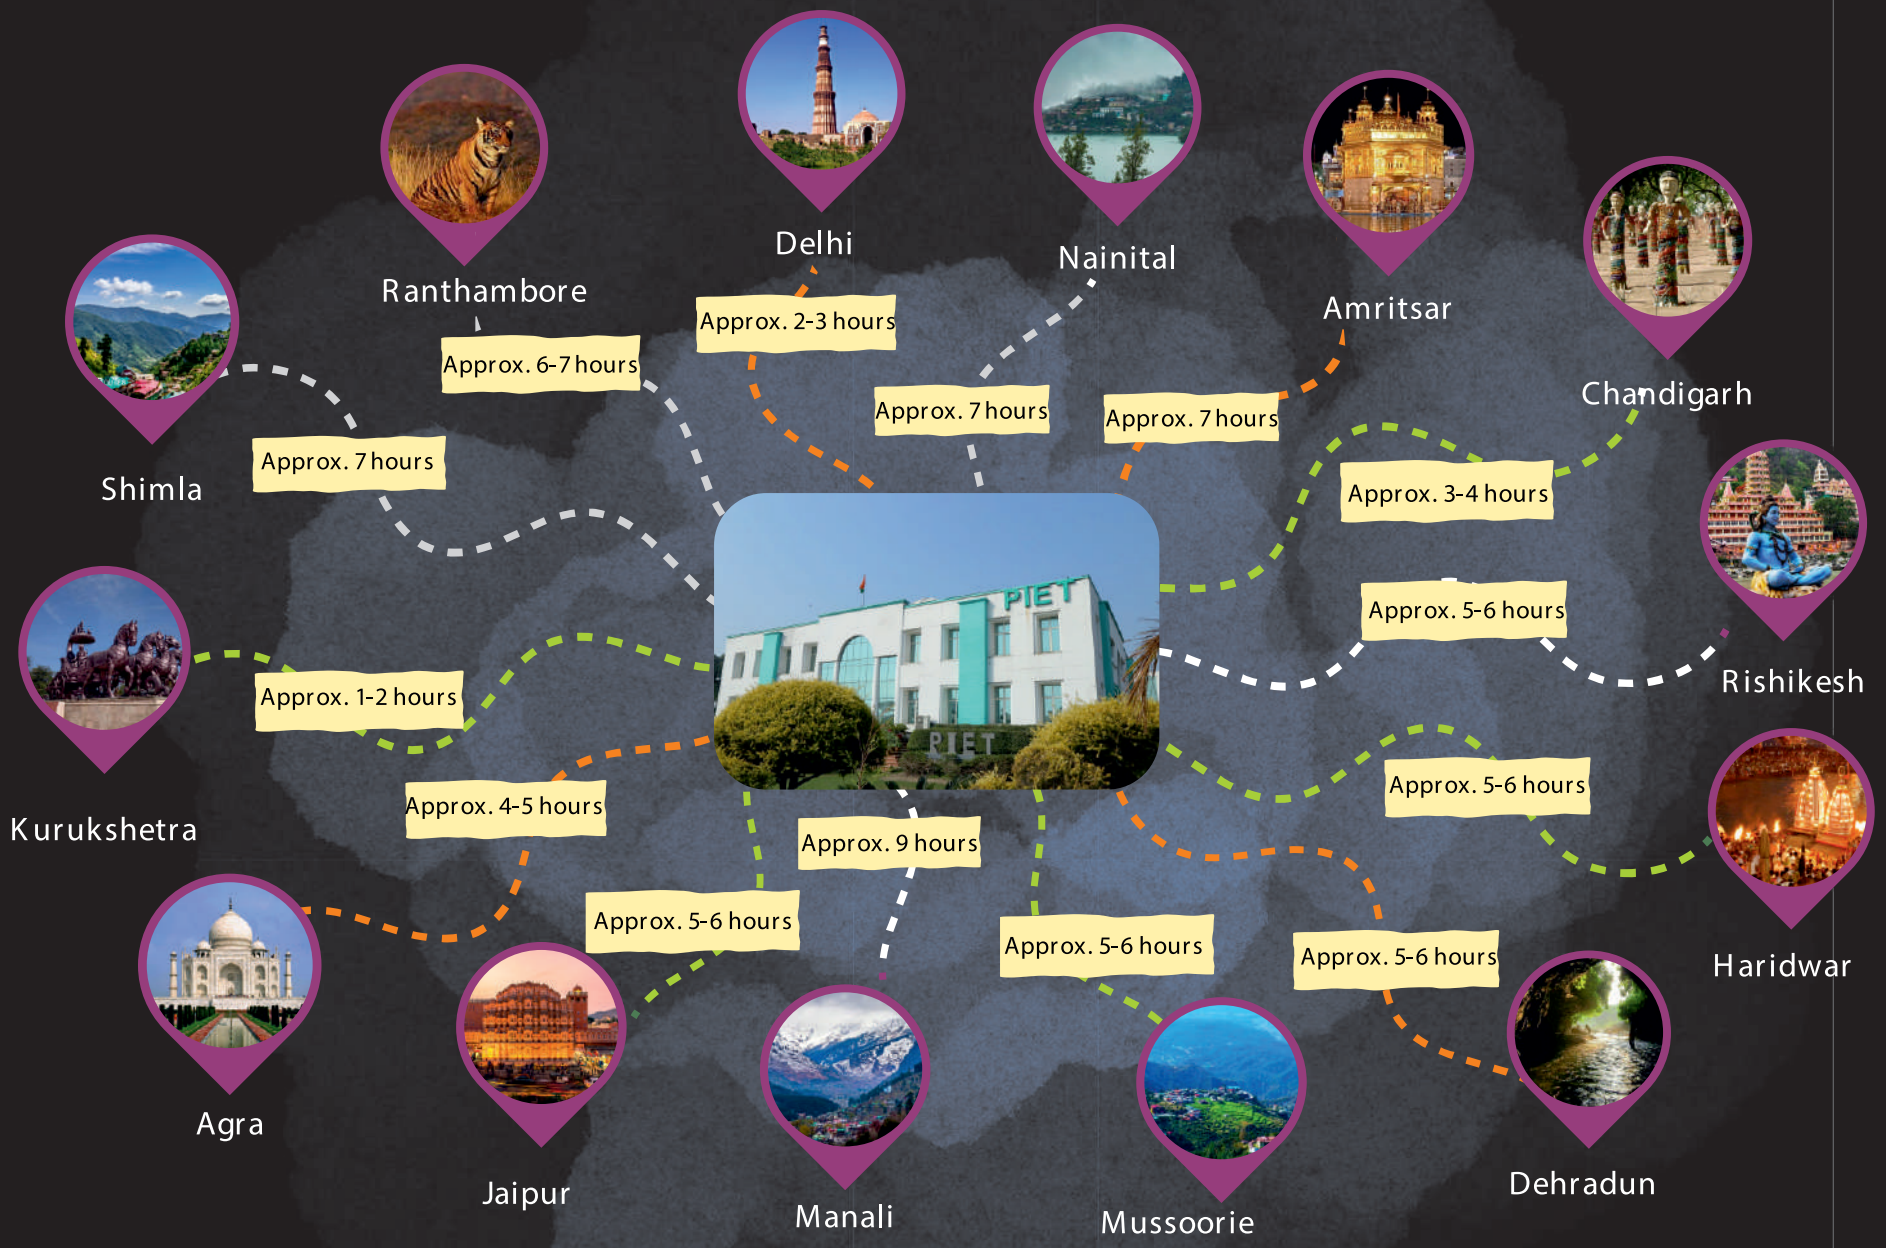 Delhi
Nainital
Ranthambore
Amritsar
Approx. 2-3 hours
Approx. 6-7 hours
Chandigarh
Approx. 7 hours
Approx. 7 hours
Approx. 7 hours
Shimla
Approx. 3-4 hours
PIET
Approx. 5-6 hours
Rishikesh
Approx. 1-2 hours
PIET
Approx. 5-6 hours
Approx. 4-5 hours
Kurukshetra
Approx. 9 hours
Approx. 5-6 hours
Approx. 5-6 hours
Approx. 5-6 hours
Haridwar
Agra
Jaipur
Dehradun
Manali
Mussoorie